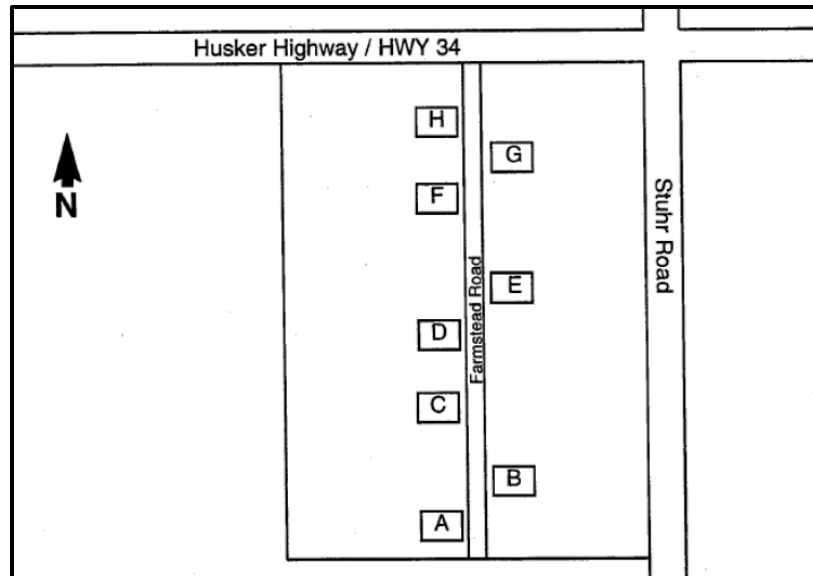 Husker Highway / HWY 34
H
G
N
F
Stuhr Road
E
Farmstead Road
D
C
B
A